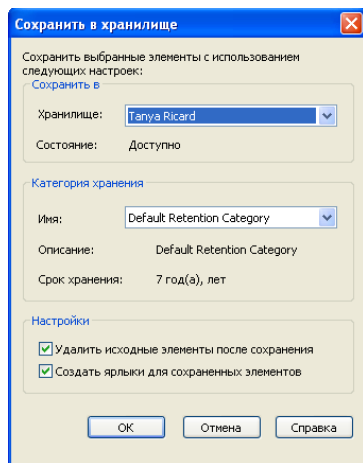 Сохранить в хранилище
Сохранить выбранные элементы с использованием
следующих настроек:
Сохранить в
Хранилище: Tanya Ricard
Состояние: Доступно
Категория хранения
Имя: Default Retention Category
Описание: Default Retention Category
Срок хранения: 7 год(а), лет
Настройки
Удалить исходные элементы после сохранения
Создать ярлыки для сохраненных элементов
OK Отмена Справка